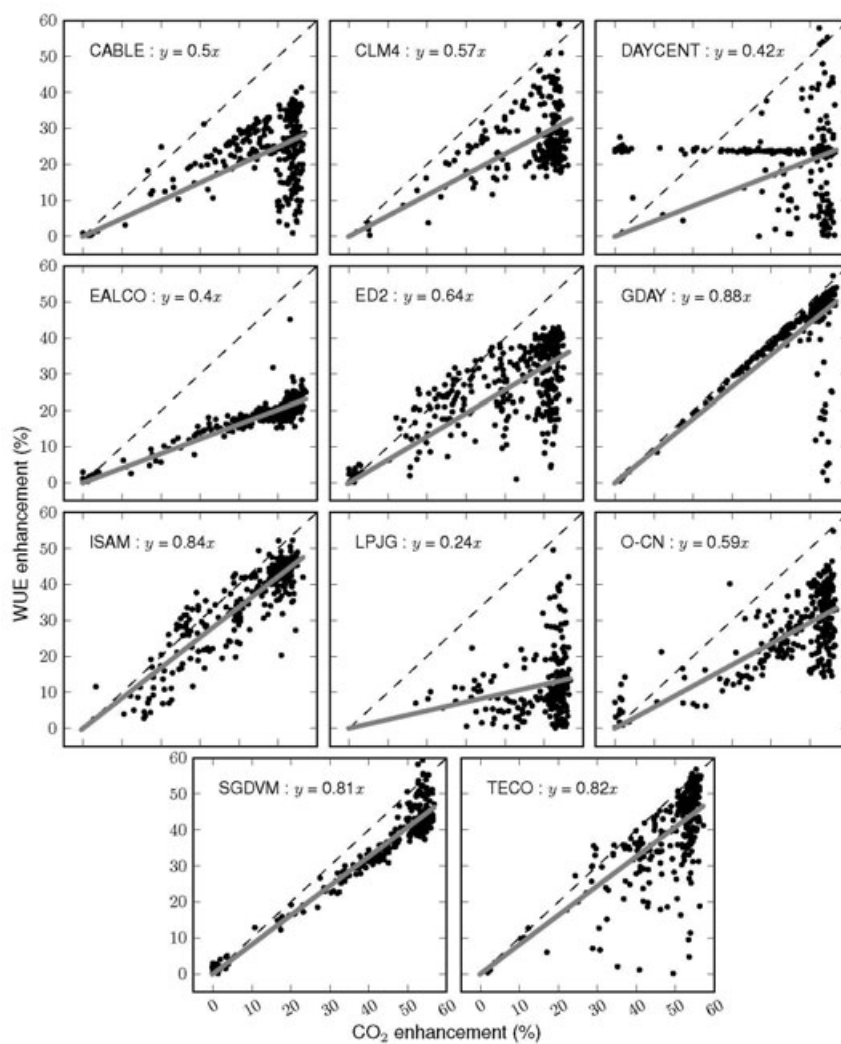 60
50
40
30
20
10
0
CABLE : y = 0.5x
CLM4 : y = 0.57x
DAYCENT : y = 0.42x
60
50
40
30
20
10
0
EALCO : y = 0.4x
ED2 : y = 0.64x
GDAY : y = 0.88x
WUE enhancement (%)
60
50
40
30
20
10
0
ISAM : y = 0.84x
LPJG : y = 0.24x
O-CN : y = 0.59x
60
50
40
30
20
10
0
SGDVM : y = 0.81x
TECO : y = 0.82x
0 10 20 30 40 50 60
0 10 20 30 40 50 60
CO₂ enhancement (%)